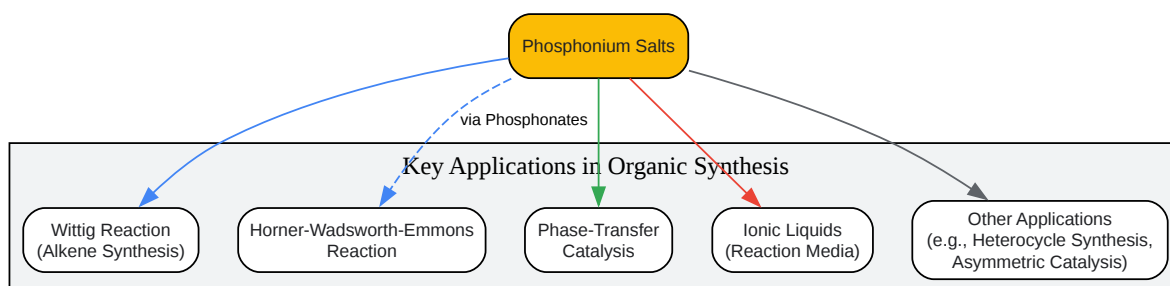 Phosphonium Salts
via Phosphonates
Key Applications in Organic Synthesis
Wittig Reaction
(Alkene Synthesis)
Horner-Wadsworth-Emmons
Reaction
Phase-Transfer
Catalysis
Ionic Liquids
(Reaction Media)
Other Applications
(e.g., Heterocycle Synthesis,
Asymmetric Catalysis)